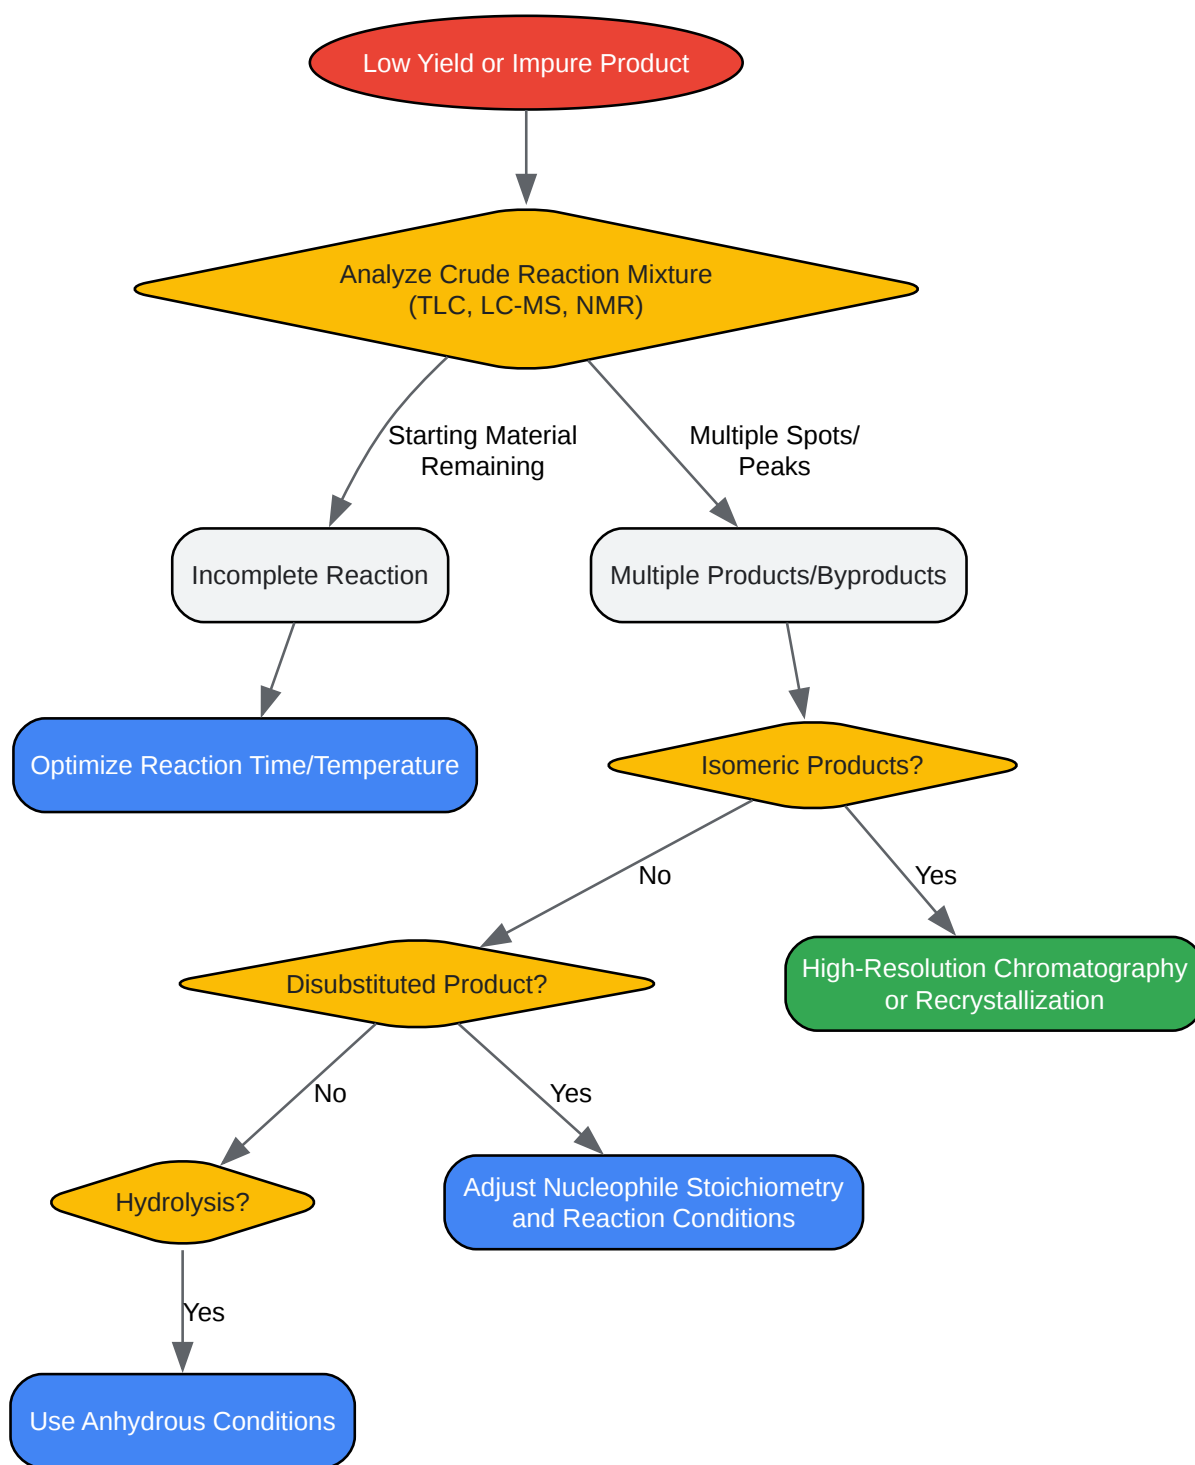 Low Yield or Impure Product
Analyze Crude Reaction Mixture
(TLC, LC-MS, NMR)
Starting Material
Remaining
Multiple Spots/
Peaks
Incomplete Reaction
Multiple Products/Byproducts
Optimize Reaction Time/Temperature
Isomeric Products?
No
Yes
Disubstituted Product?
High-Resolution Chromatography
or Recrystallization
No
Yes
Hydrolysis?
Adjust Nucleophile Stoichiometry
and Reaction Conditions
Yes
Use Anhydrous Conditions